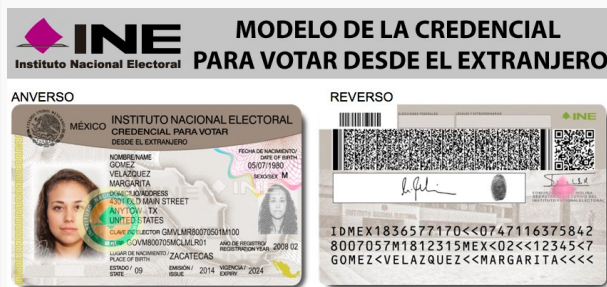 INE
Instituto Nacional Electoral
MODELO DE LA CREDENCIAL
PARA VOTAR DESDE EL EXTRANJERO
ANVERSO
MÉXICO
INSTITUTO NACIONAL ELECTORAL
CREDENCIAL PARA VOTAR
DESDE EL EXTRANJERO
NOMBRE/NAME
GOMEZ
VELAZQUEZ
MARGARITA
FECHA DE NACIMIENTO/
DATE OF BIRTH
05/07/1980
SEXO/SEX M
DOMICILIO/ADDRESS
4301 OLD MAIN STREET
ANYTOWN TX
UNITED STATES
CLAVE DE ELECTOR GMVLMR80070501M100
CURP GOVM800705MCLMLR01
AÑO DE REGISTRO/
REGISTRATION YEAR 2008 02
LUGAR DE NACIMIENTO/
PLACE OF BIRTH ZACATECAS
ESTADO/
STATE 09
EMISIÓN/
ISSUE 2014
VIGENCIA/
EXPIRY 2024
REVERSO
INE
IDMEX1836577170<<0747116375842
8007057M1812315MEX<02<<12345<7
GOMEZ<VELAZQUEZ<<MARGARITA<<<<